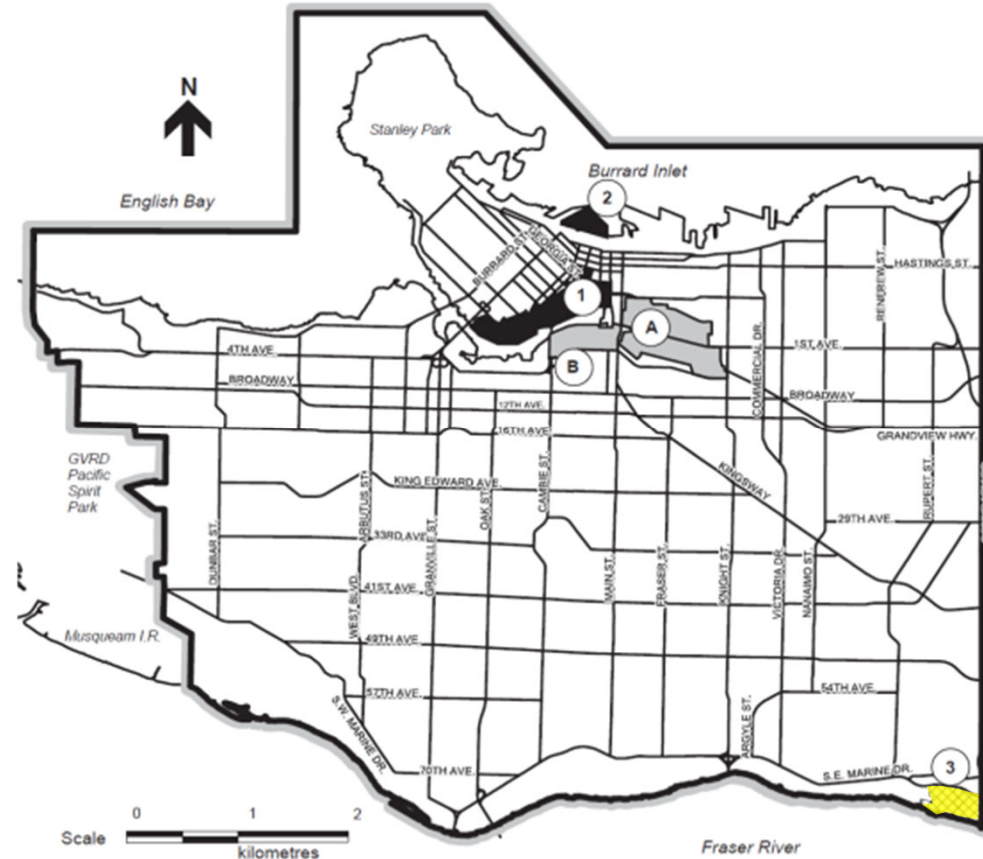 N
Stanley Park
English Bay
Burrard Inlet
2
BURRARD ST.
GEORGIA ST.
HASTINGS ST.
RENFREW ST.
1
A
B
4TH AVE.
1ST AVE.
COMMERCIAL DR.
BROADWAY
BROADWAY
12TH AVE.
16TH AVE.
GRANDVIEW HWY.
GVRD
Pacific
Spirit
Park
KING EDWARD AVE.
KINGSWAY
RUPERT ST.
ARBUTUS ST.
OAK ST.
CAMBIE ST.
29TH AVE.
33RD AVE.
DUNBAR ST.
GRANVILLE ST.
MAIN ST.
FRASER ST.
KNIGHT ST.
VICTORIA DR.
NANAIMO ST.
41ST AVE.
WEST BLVD.
Musqueam I.R.
49TH AVE.
57TH AVE.
54TH AVE.
S.W. MARINE DR.
ARGYLE ST.
70TH AVE.
S.E. MARINE DR.
3
0 1 2
Scale
kilometres
Fraser River